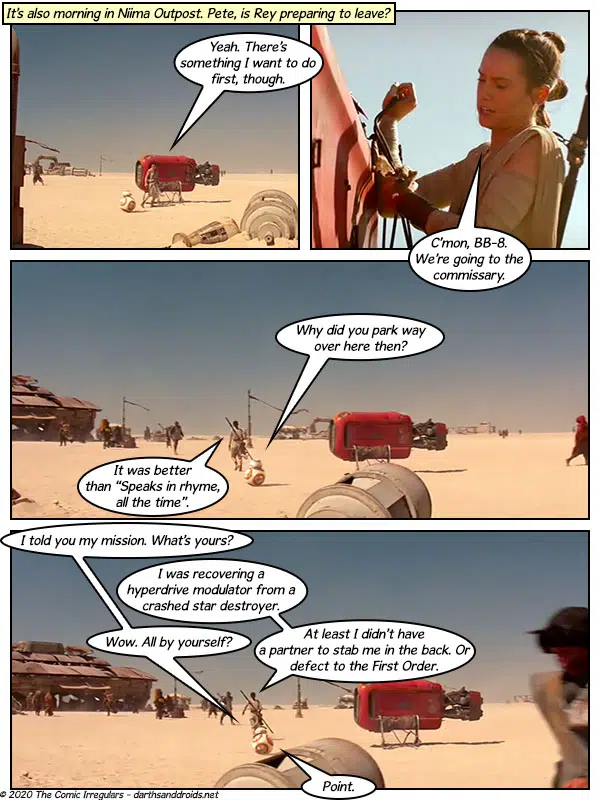 It's also morning in Niima Outpost. Pete, is Rey preparing to leave?
Yeah. There's
something I want to do
first, though.
C'mon, BB-8.
We're going to the
commissary.
Why did you park way
over here then?
It was better
than “Speaks in rhyme,
all the time”.
I told you my mission. What's yours?
I was recovering a
hyperdrive modulator from a
crashed star destroyer.
Wow. All by yourself?
At least I didn't have
a partner to stab me in the back. Or
defect to the First Order.
Point.
© 2020 The Comic Irregulars - darthsanddroids.net